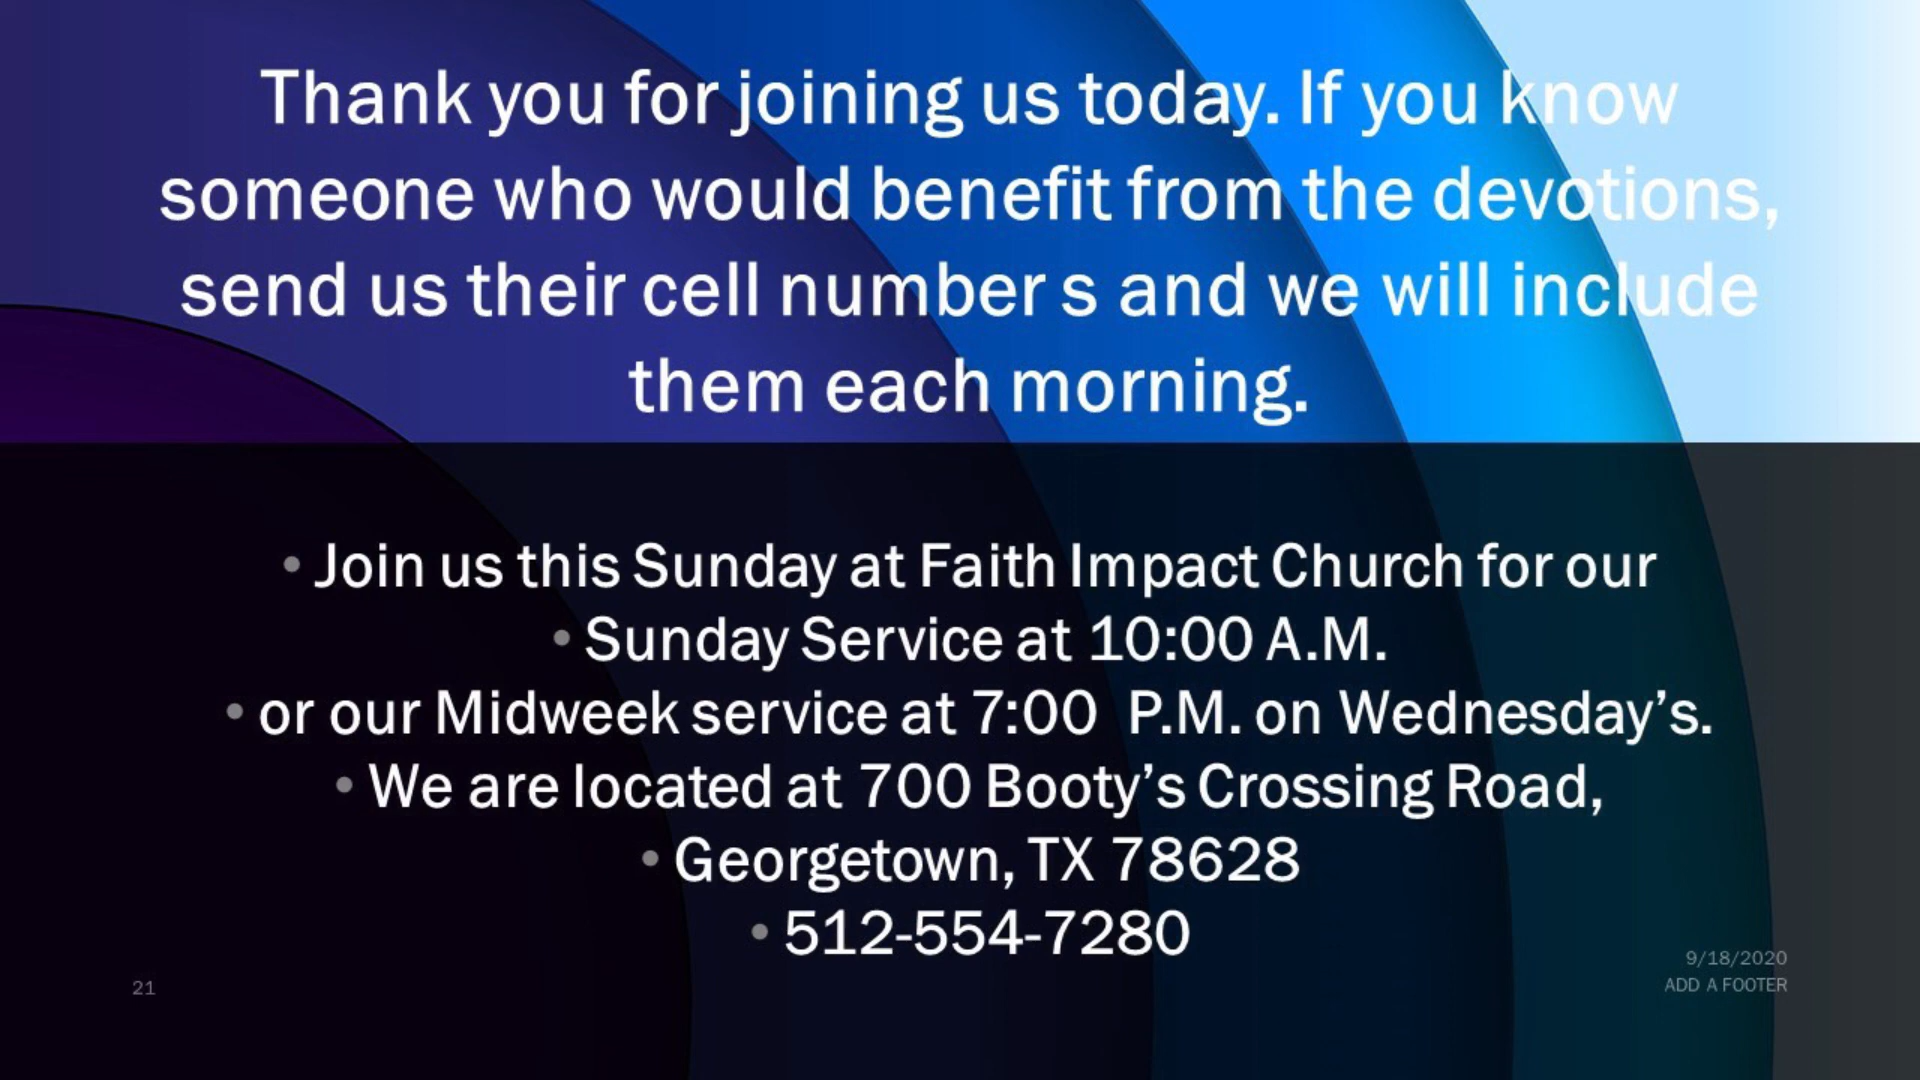 Thank you for joining us today. If you know
someone who would benefit from the devotions,
send us their cell number s and we will include
them each morning.
• Join us this Sunday at Faith Impact Church for our
• Sunday Service at 10:00 A.M.
• or our Midweek service at 7:00 P.M. on Wednesday’s.
• We are located at 700 Booty’s Crossing Road,
• Georgetown, TX 78628
• 512-554-7280
9/18/2020
21
ADD A FOOTER